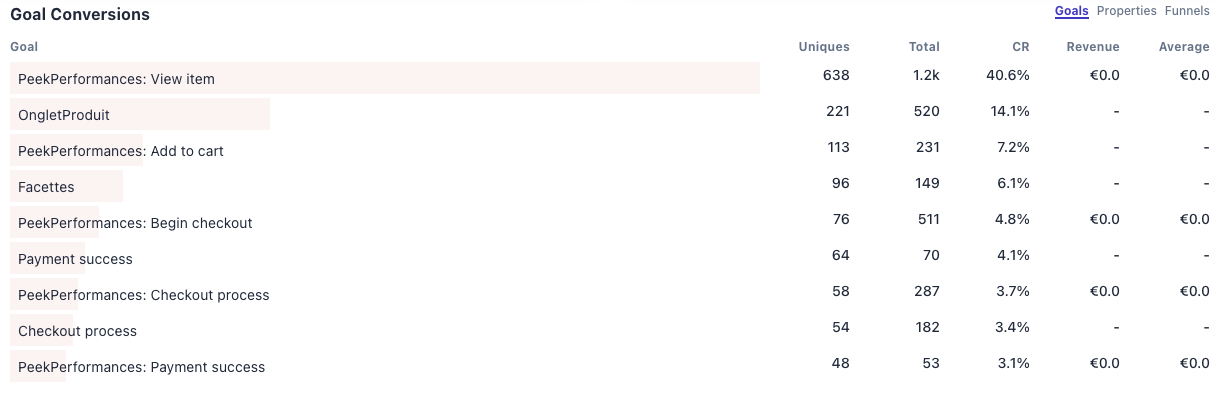 Goal Conversions
Goals Properties Funnels
Goal Uniques Total CR Revenue Average
PeekPerformances: View item 638 1.2k 40.6% €0.0 €0.0
OngletProduit 221 520 14.1% - -
PeekPerformances: Add to cart 113 231 7.2% - -
Facettes 96 149 6.1% - -
PeekPerformances: Begin checkout 76 511 4.8% €0.0 €0.0
Payment success 64 70 4.1% - -
PeekPerformances: Checkout process 58 287 3.7% €0.0 €0.0
Checkout process 54 182 3.4% - -
PeekPerformances: Payment success 48 53 3.1% €0.0 €0.0